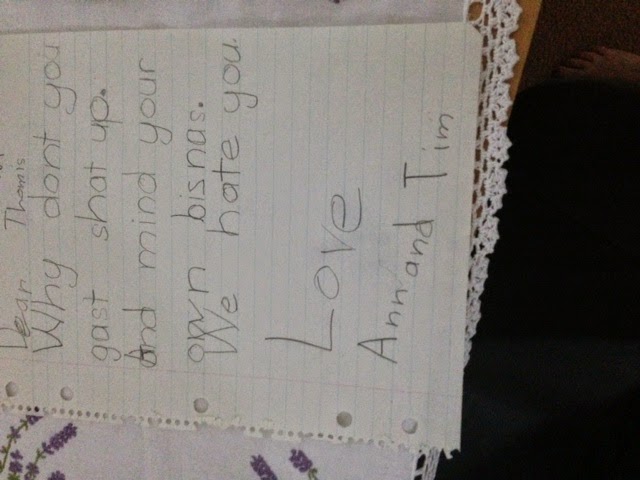 Dear Thomis
Why dont you
gast shat up.
And mind your
own bisnas.
We hate you.
Love
Ann and Tim